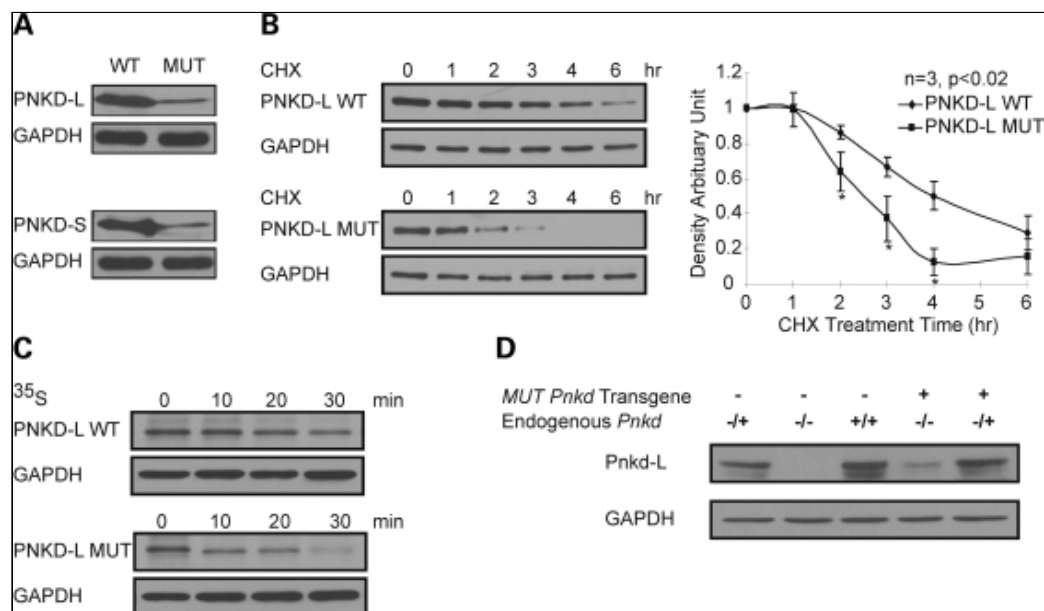 A
WT MUT
PNKD-L
GAPDH
PNKD-S
GAPDH
B
CHX 0 1 2 3 4 6 hr
PNKD-L WT
GAPDH
CHX 0 1 2 3 4 6 hr
PNKD-L MUT
GAPDH
n=3, p<0.02
PNKD-L WT
PNKD-L MUT
Density Arbituary Unit
1.2
1
0.8
0.6
0.4
0.2
0
* * *
0 1 2 3 4 5 6
CHX Treatment Time (hr)
C
35S 0 10 20 30 min
PNKD-L WT
GAPDH
0 10 20 30 min
PNKD-L MUT
GAPDH
D
MUT Pnkd Transgene - - - + +
Endogenous Pnkd -/+ -/- +/+ -/- -/+
Pnkd-L
GAPDH